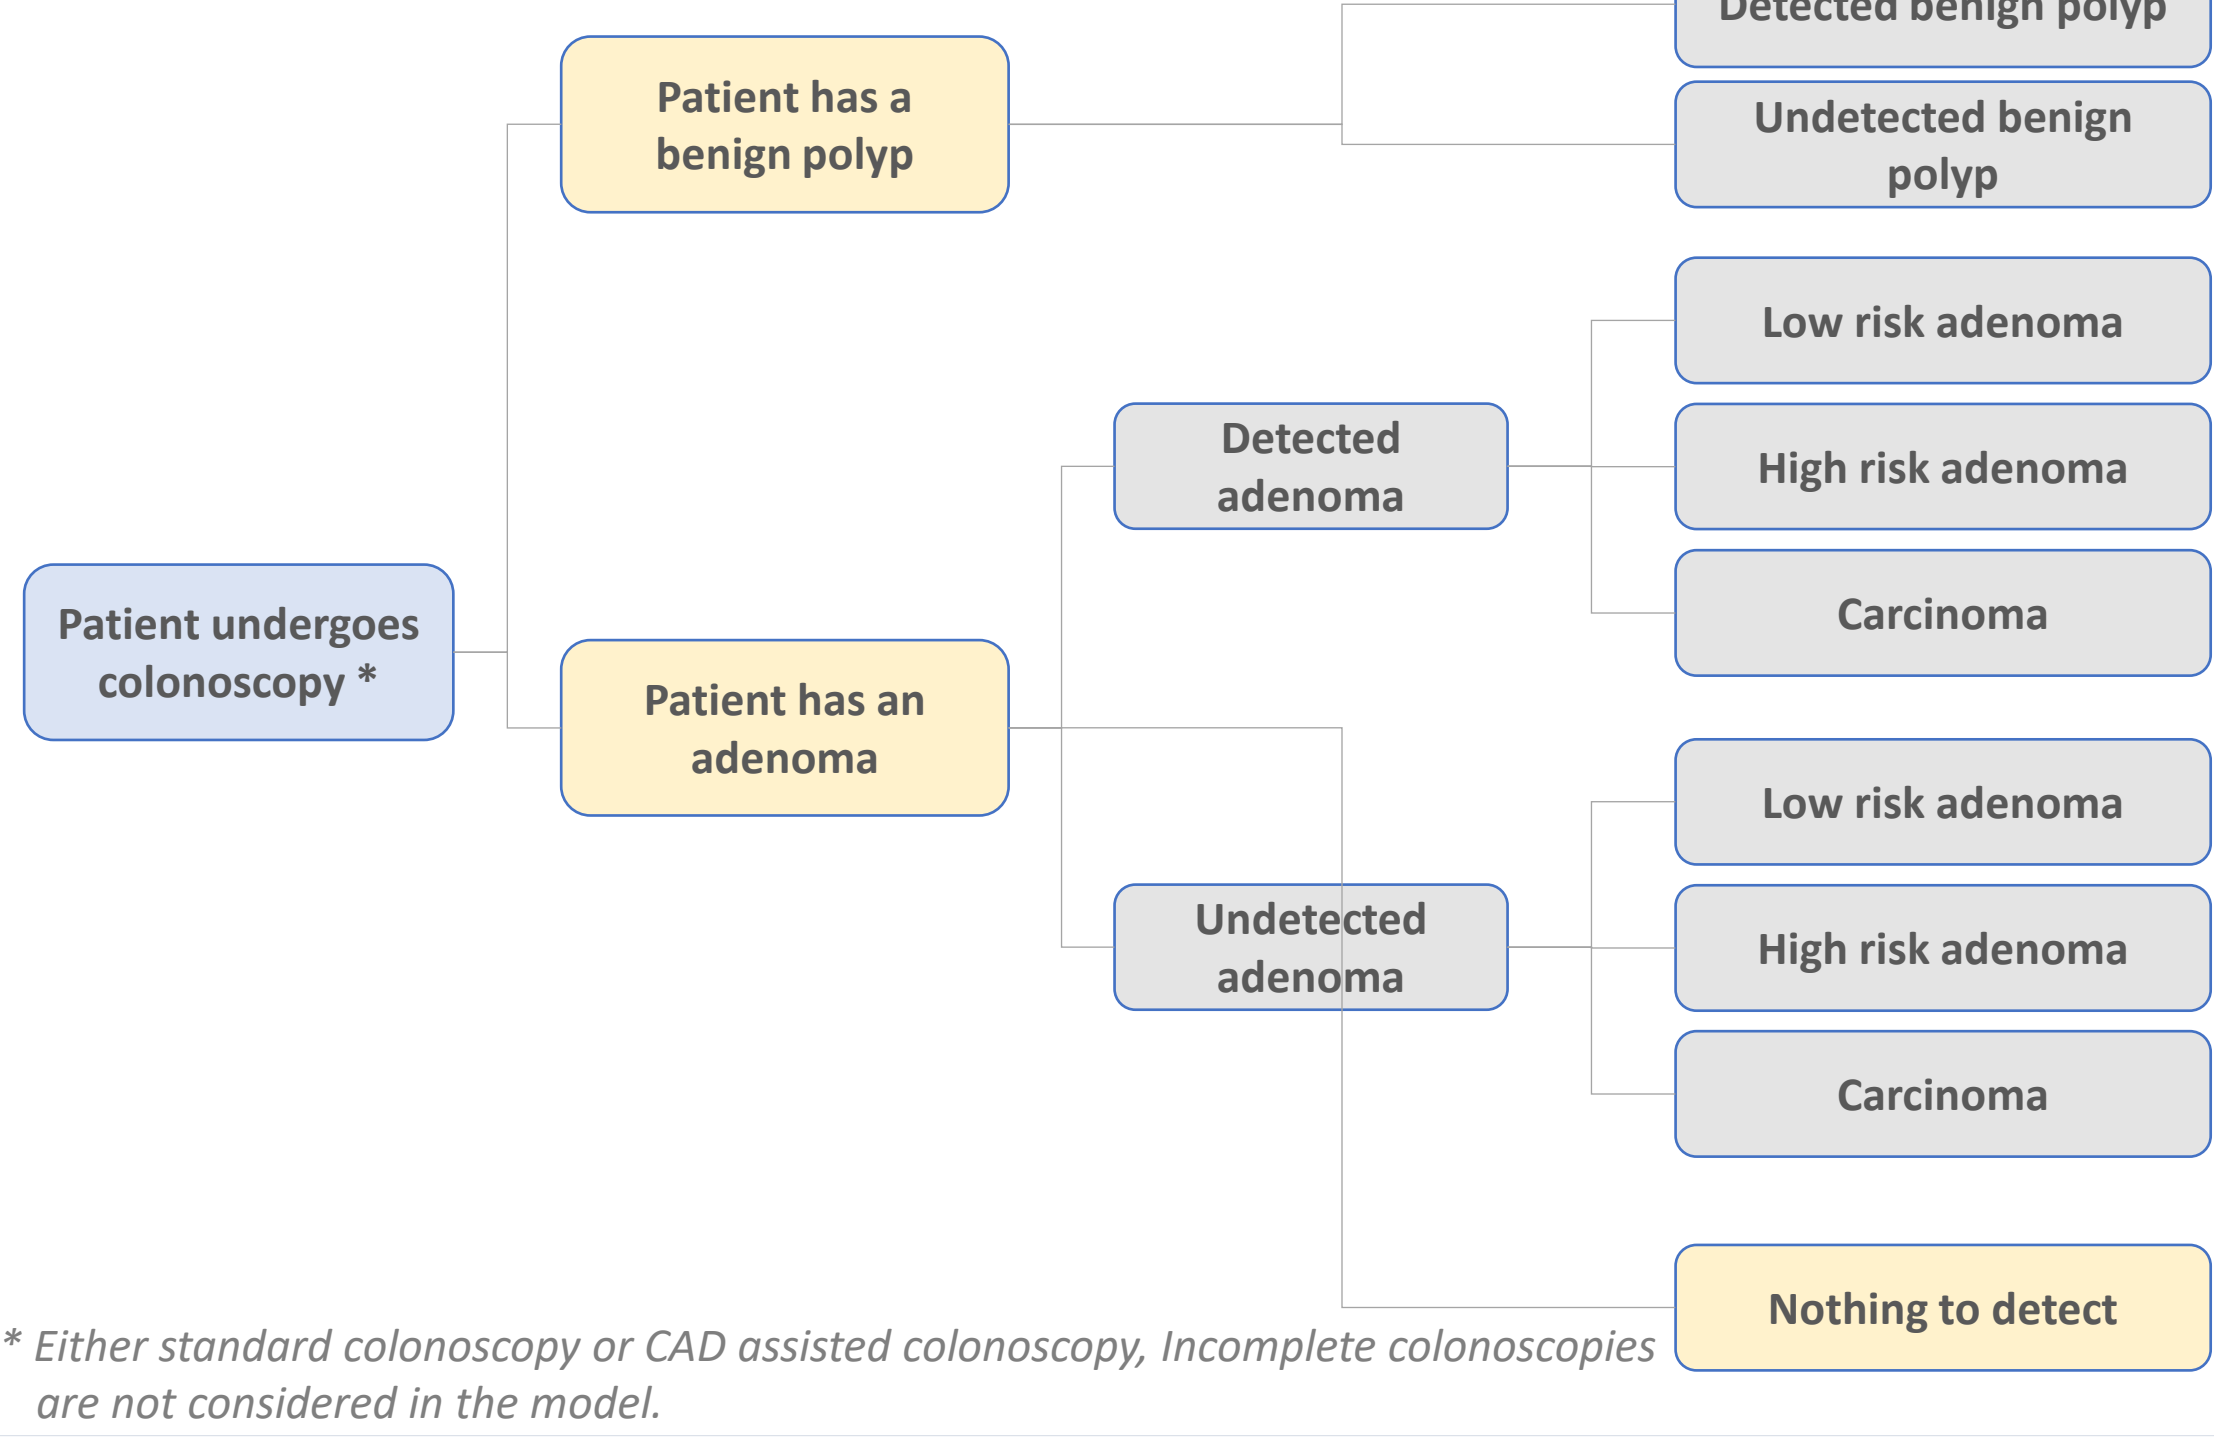 Detected benign polyp
Patient has a
benign polyp
Undetected benign
polyp
Low risk adenoma
Detected
adenoma
High risk adenoma
Carcinoma
Patient undergoes
colonoscopy *
Patient has an
adenoma
Low risk adenoma
Undetected
adenoma
High risk adenoma
Carcinoma
Nothing to detect
* Either standard colonoscopy or CAD assisted colonoscopy, Incomplete colonoscopies
are not considered in the model.